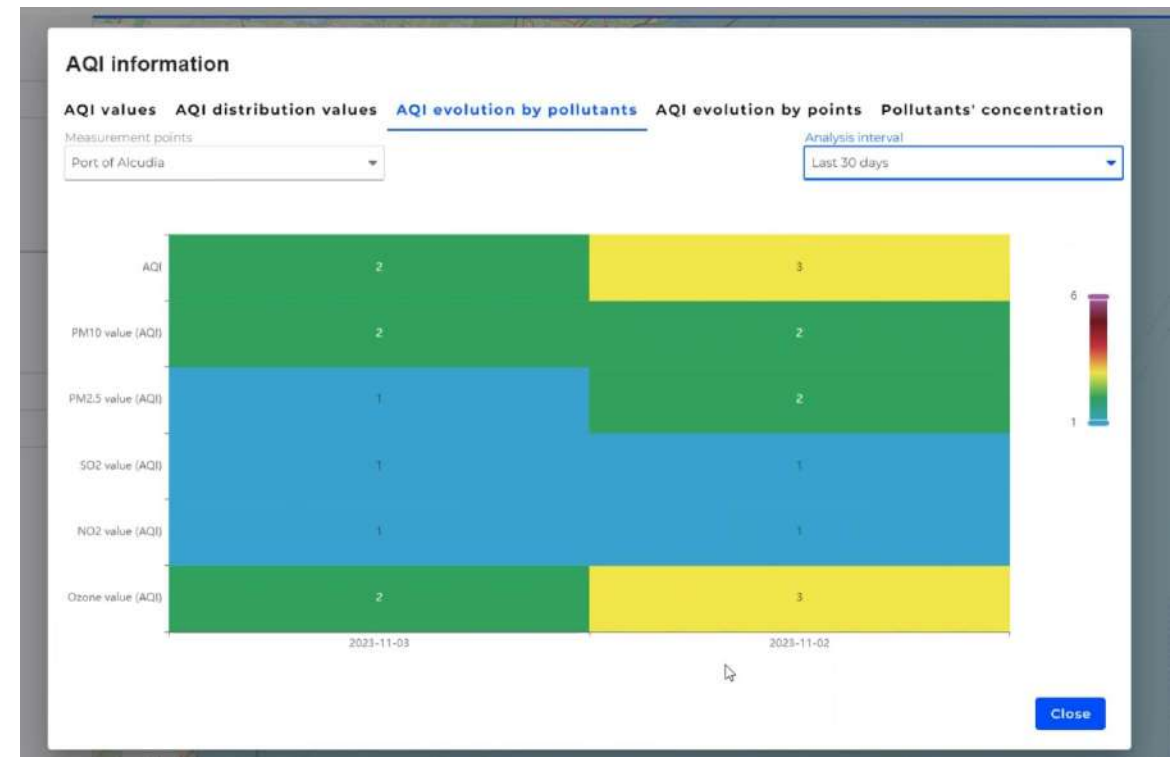 AQI information
AQI values AQI distribution values AQI evolution by pollutants AQI evolution by points Pollutants' concentration
Measurement points Analysis interval
Port of Alcudia Last 30 days
AQI 2 3
6
PM10 value (AQI) 2 2
PM2.5 value (AQI) 1 2
1
SO2 value (AQI) 1 1
NO2 value (AQI) 1 1
Ozone value (AQI) 2 3
2023-11-03 2023-11-02
Close